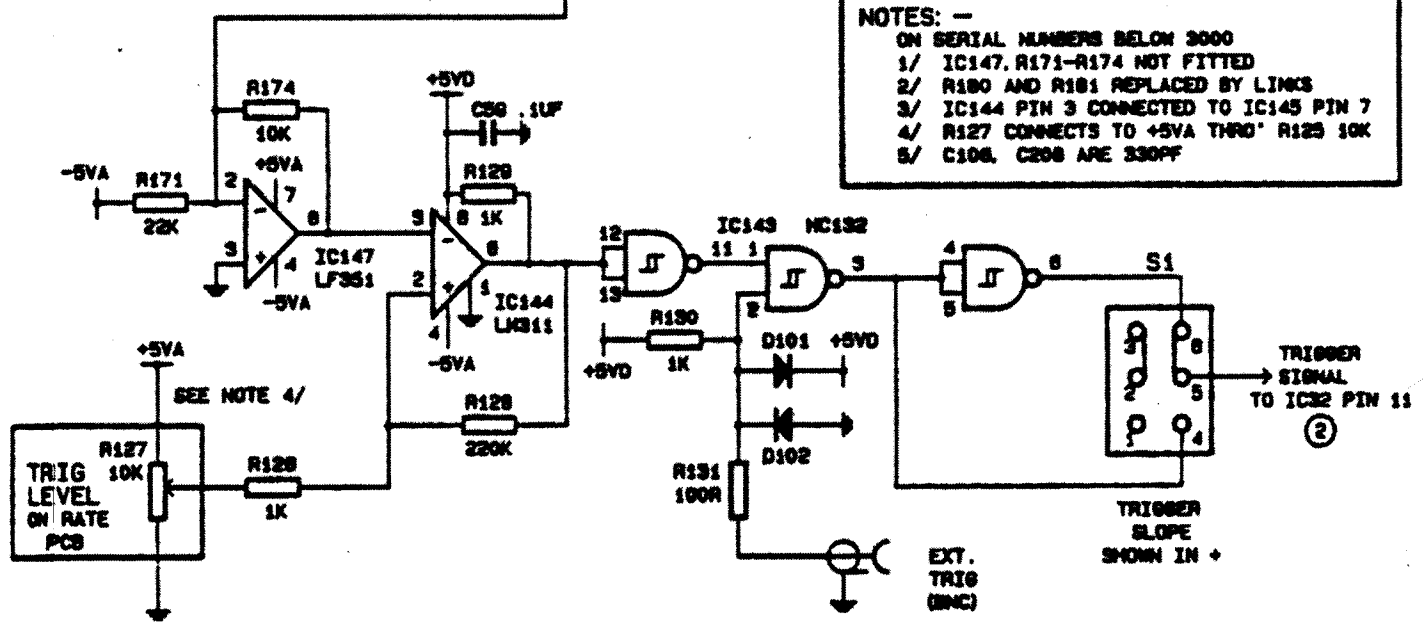 NOTES: —
ON SERIAL NUMBERS BELOW 3000
1/ IC147, R171-R174 NOT FITTED
2/ R180 AND R181 REPLACED BY LINKS
3/ IC144 PIN 3 CONNECTED TO IC145 PIN 7
4/ R127 CONNECTS TO +5VA THRO' R125 10K
5/ C106, C208 ARE 330PF
R174
10K
+5VD
C59 .1UF
-5VA
R171
22K
+5VA
2
7
3
4
6
-5VA
IC147
LF351
R129
1K
3
8
2
6
1
4
-5VA
IC144
LM311
12
13
11
IC143 HC132
1
2
3
4
5
6
S1
R130
1K
+5VD
D101
+5VD
D102
R131
100R
EXT.
TRIG
(BNC)
3
6
2
5
1
4
TRIGGER
SIGNAL
TO IC32 PIN 11
2
TRIGGER
SLOPE
SHOWN IN +
+5VA
SEE NOTE 4/
R127
10K
TRIG
LEVEL
ON RATE
PCB
R128
1K
220K